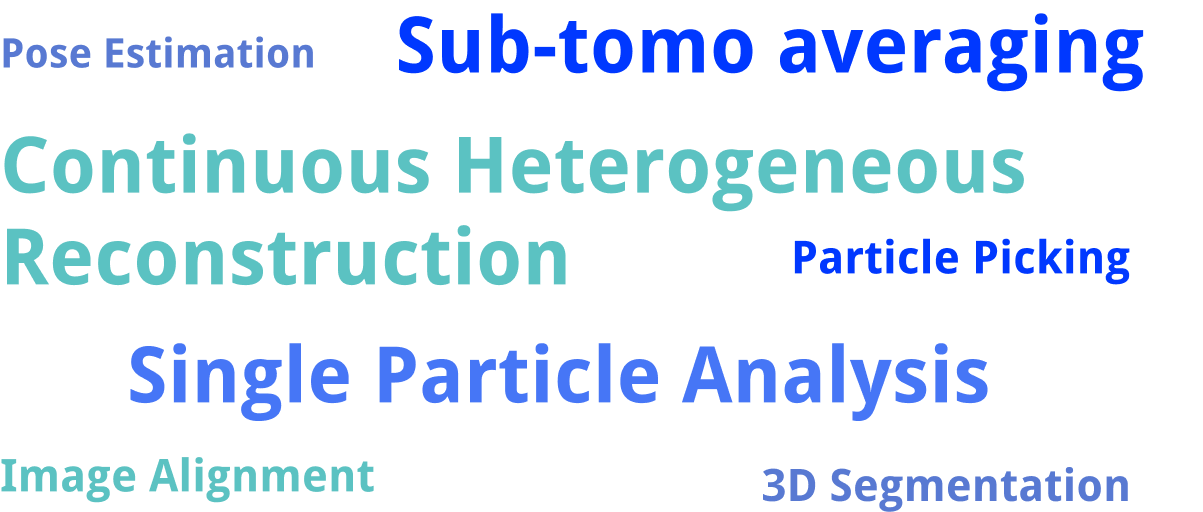 Pose Estimation
Sub-tomo averaging
Continuous Heterogeneous
Reconstruction
Particle Picking
Single Particle Analysis
Image Alignment
3D Segmentation